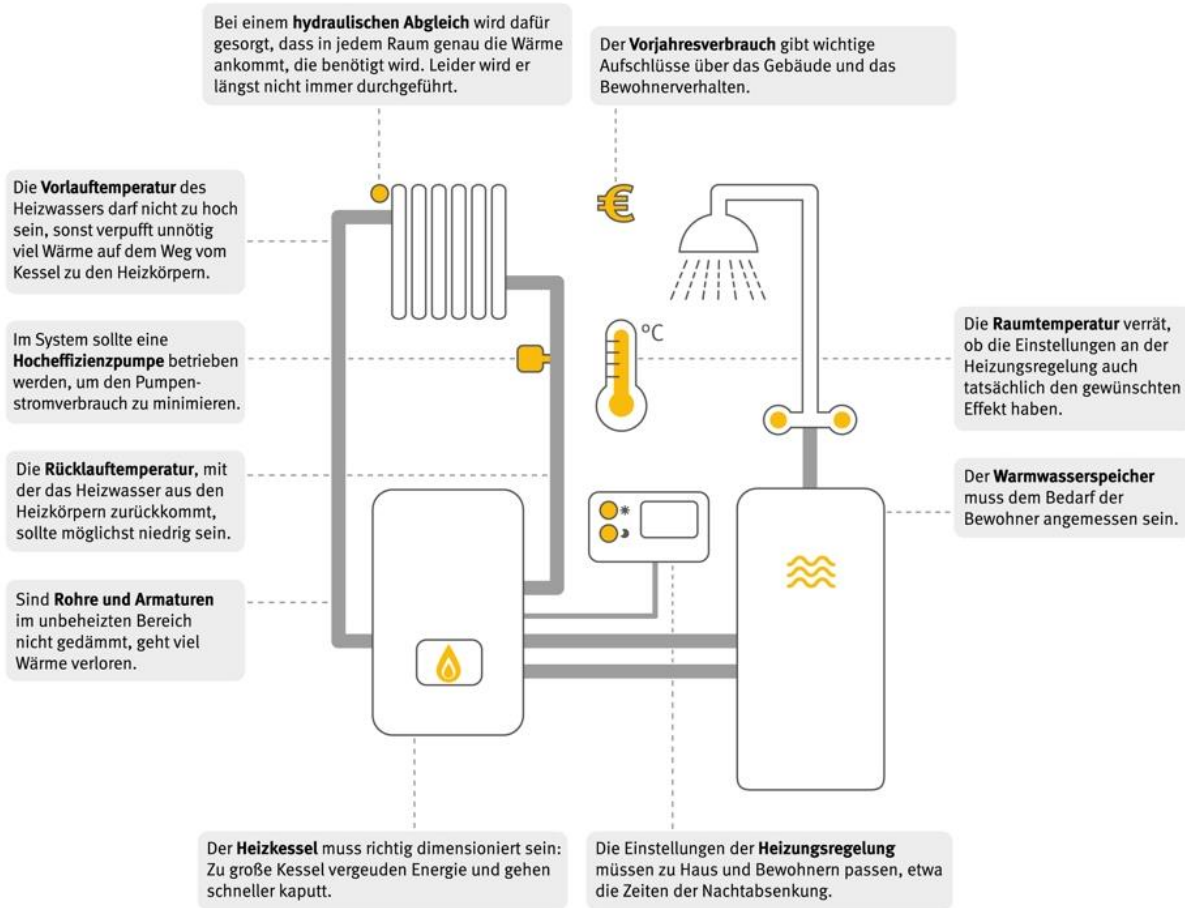 Bei einem hydraulischen Abgleich wird dafür
gesorgt, dass in jedem Raum genau die Wärme
ankommt, die benötigt wird. Leider wird er
längst nicht immer durchgeführt.
Der Vorjahresverbrauch gibt wichtige
Aufschlüsse über das Gebäude und das
Bewohnerverhalten.
Die Vorlauftemperatur des
Heizwassers darf nicht zu hoch
sein, sonst verpufft unnötig
viel Wärme auf dem Weg vom
Kessel zu den Heizkörpern.
€
°C
Im System sollte eine
Hocheffizienzpumpe betrieben
werden, um den Pumpen-
stromverbrauch zu minimieren.
Die Raumtemperatur verrät,
ob die Einstellungen an der
Heizungsregelung auch
tatsächlich den gewünschten
Effekt haben.
Die Rücklauftemperatur, mit
der das Heizwasser aus den
Heizkörpern zurückkommt,
sollte möglichst niedrig sein.
Der Warmwasserspeicher
muss dem Bedarf der
Bewohner angemessen sein.
Sind Rohre und Armaturen
im unbeheizten Bereich
nicht gedämmt, geht viel
Wärme verloren.
Der Heizkessel muss richtig dimensioniert sein:
Zu große Kessel vergeuden Energie und gehen
schneller kaputt.
Die Einstellungen der Heizungsregelung
müssen zu Haus und Bewohnern passen, etwa
die Zeiten der Nachtabsenkung.